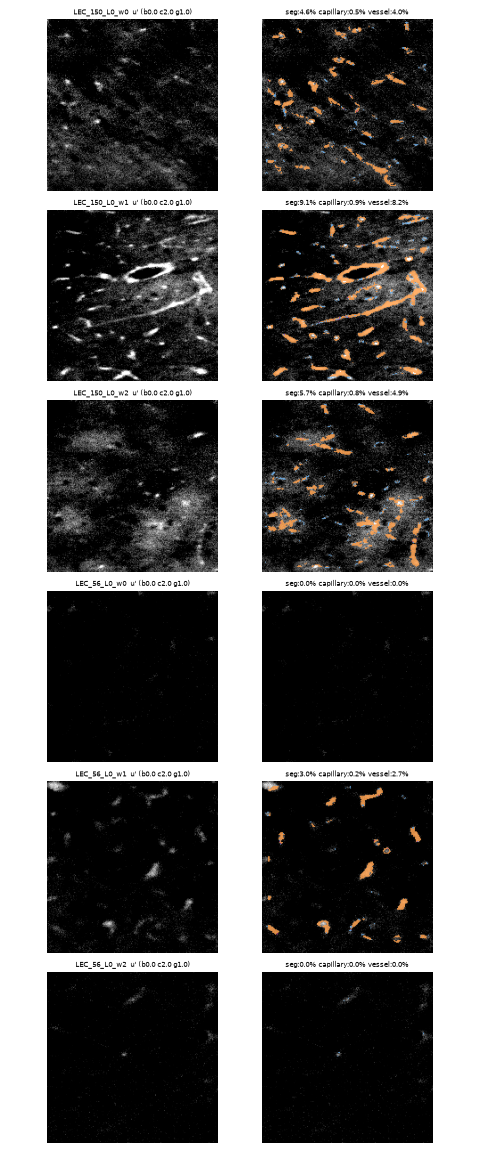 LEC_150_L0_w0 u' (b0.0 c2.0 g1.0)
seg:4.6% capillary:0.5% vessel:4.0%
LEC_150_L0_w1 u' (b0.0 c2.0 g1.0)
seg:9.1% capillary:0.9% vessel:8.2%
LEC_150_L0_w2 u' (b0.0 c2.0 g1.0)
seg:5.7% capillary:0.8% vessel:4.9%
LEC_56_L0_w0 u' (b0.0 c2.0 g1.0)
seg:0.0% capillary:0.0% vessel:0.0%
LEC_56_L0_w1 u' (b0.0 c2.0 g1.0)
seg:3.0% capillary:0.2% vessel:2.7%
LEC_56_L0_w2 u' (b0.0 c2.0 g1.0)
seg:0.0% capillary:0.0% vessel:0.0%